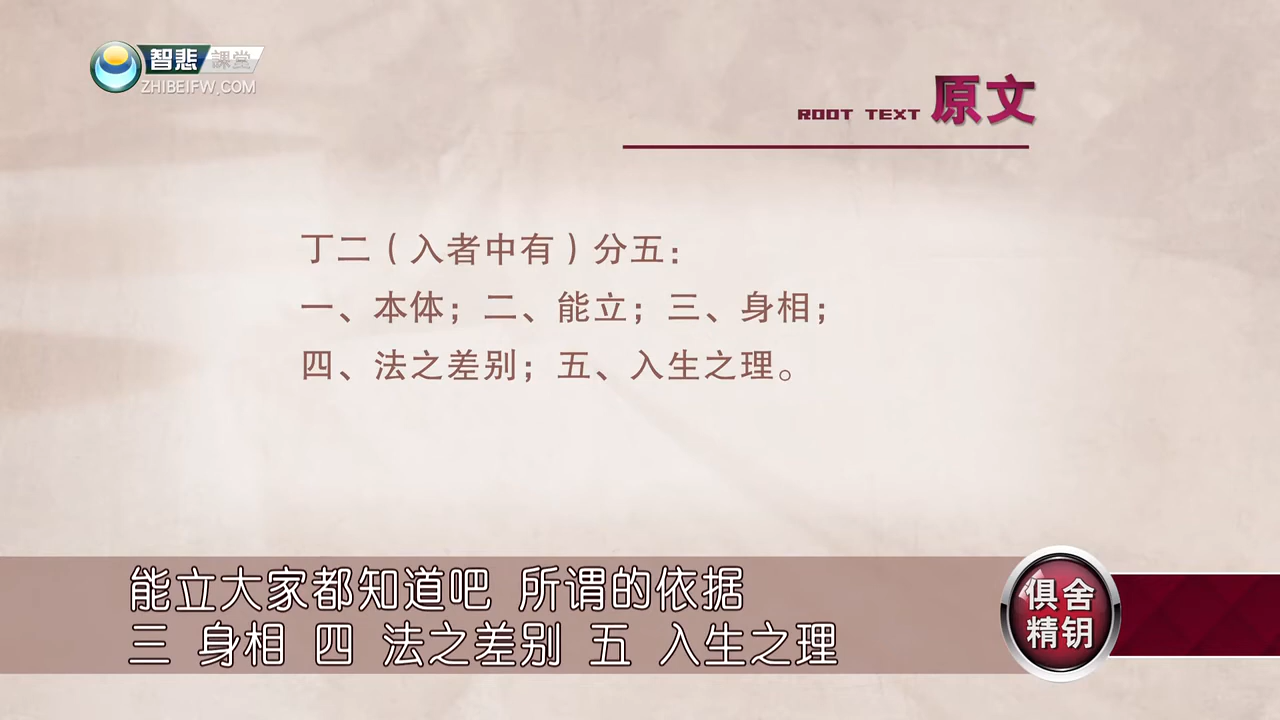 智悲課堂
ZHIBEIFW.COM
ROOT TEXT 原文
丁二（入者中有）分五：
一、本体；二、能立；三、身相；
四、法之差别；五、入生之理。
能立大家都知道吧 所谓的依据
三 身相 四 法之差别 五 入生之理
俱舍
精钥